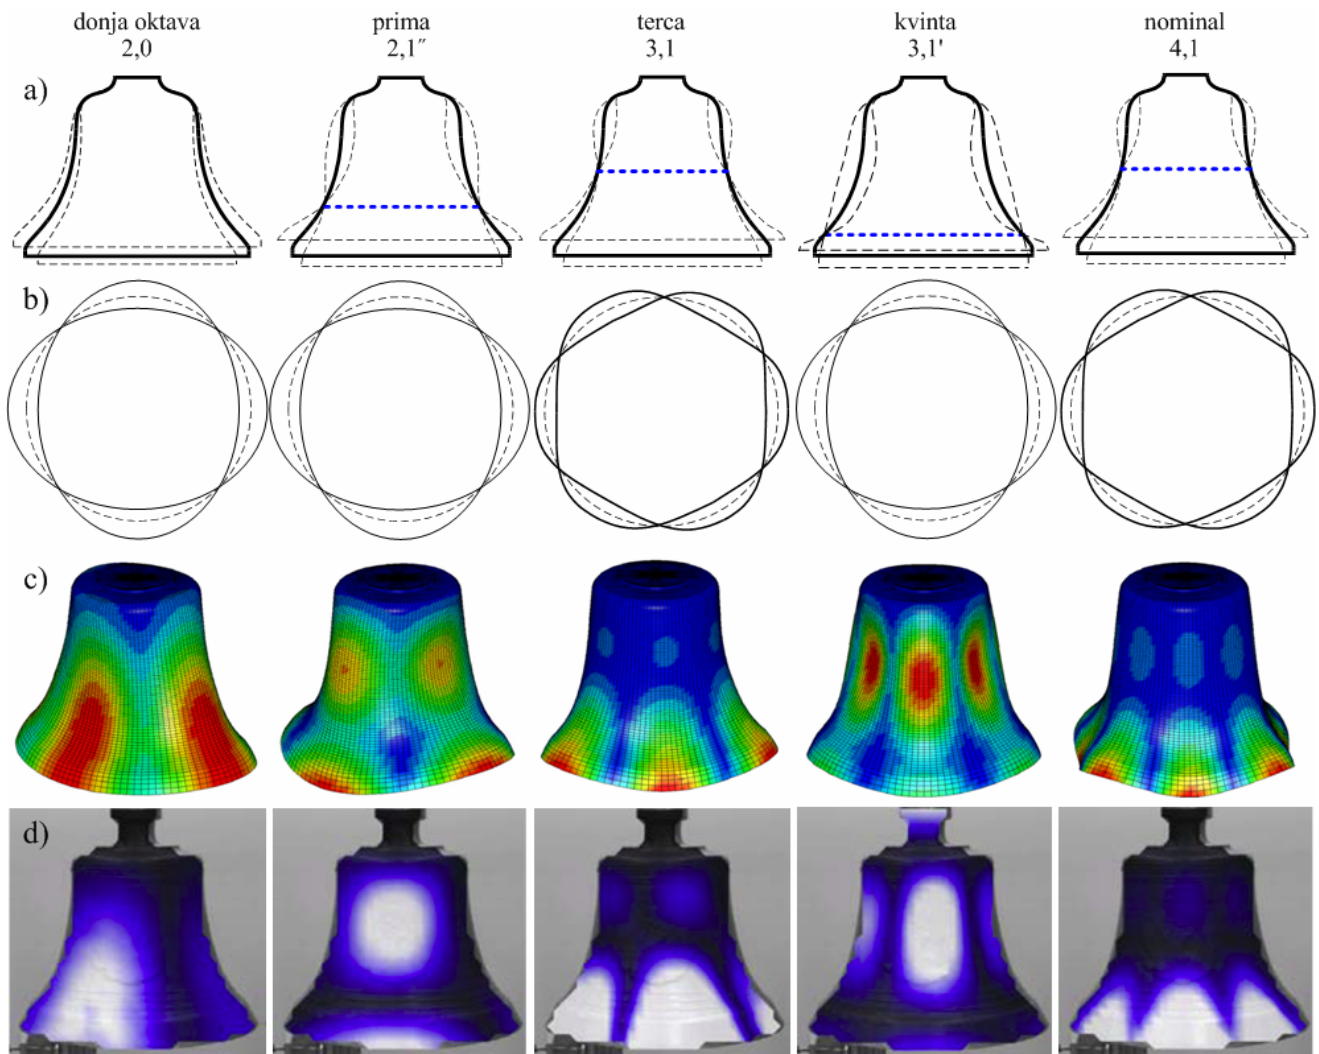 donja oktava
2,0
prima
2,1″
terca
3,1
kvinta
3,1'
nominal
4,1
a)
b)
c)
d)